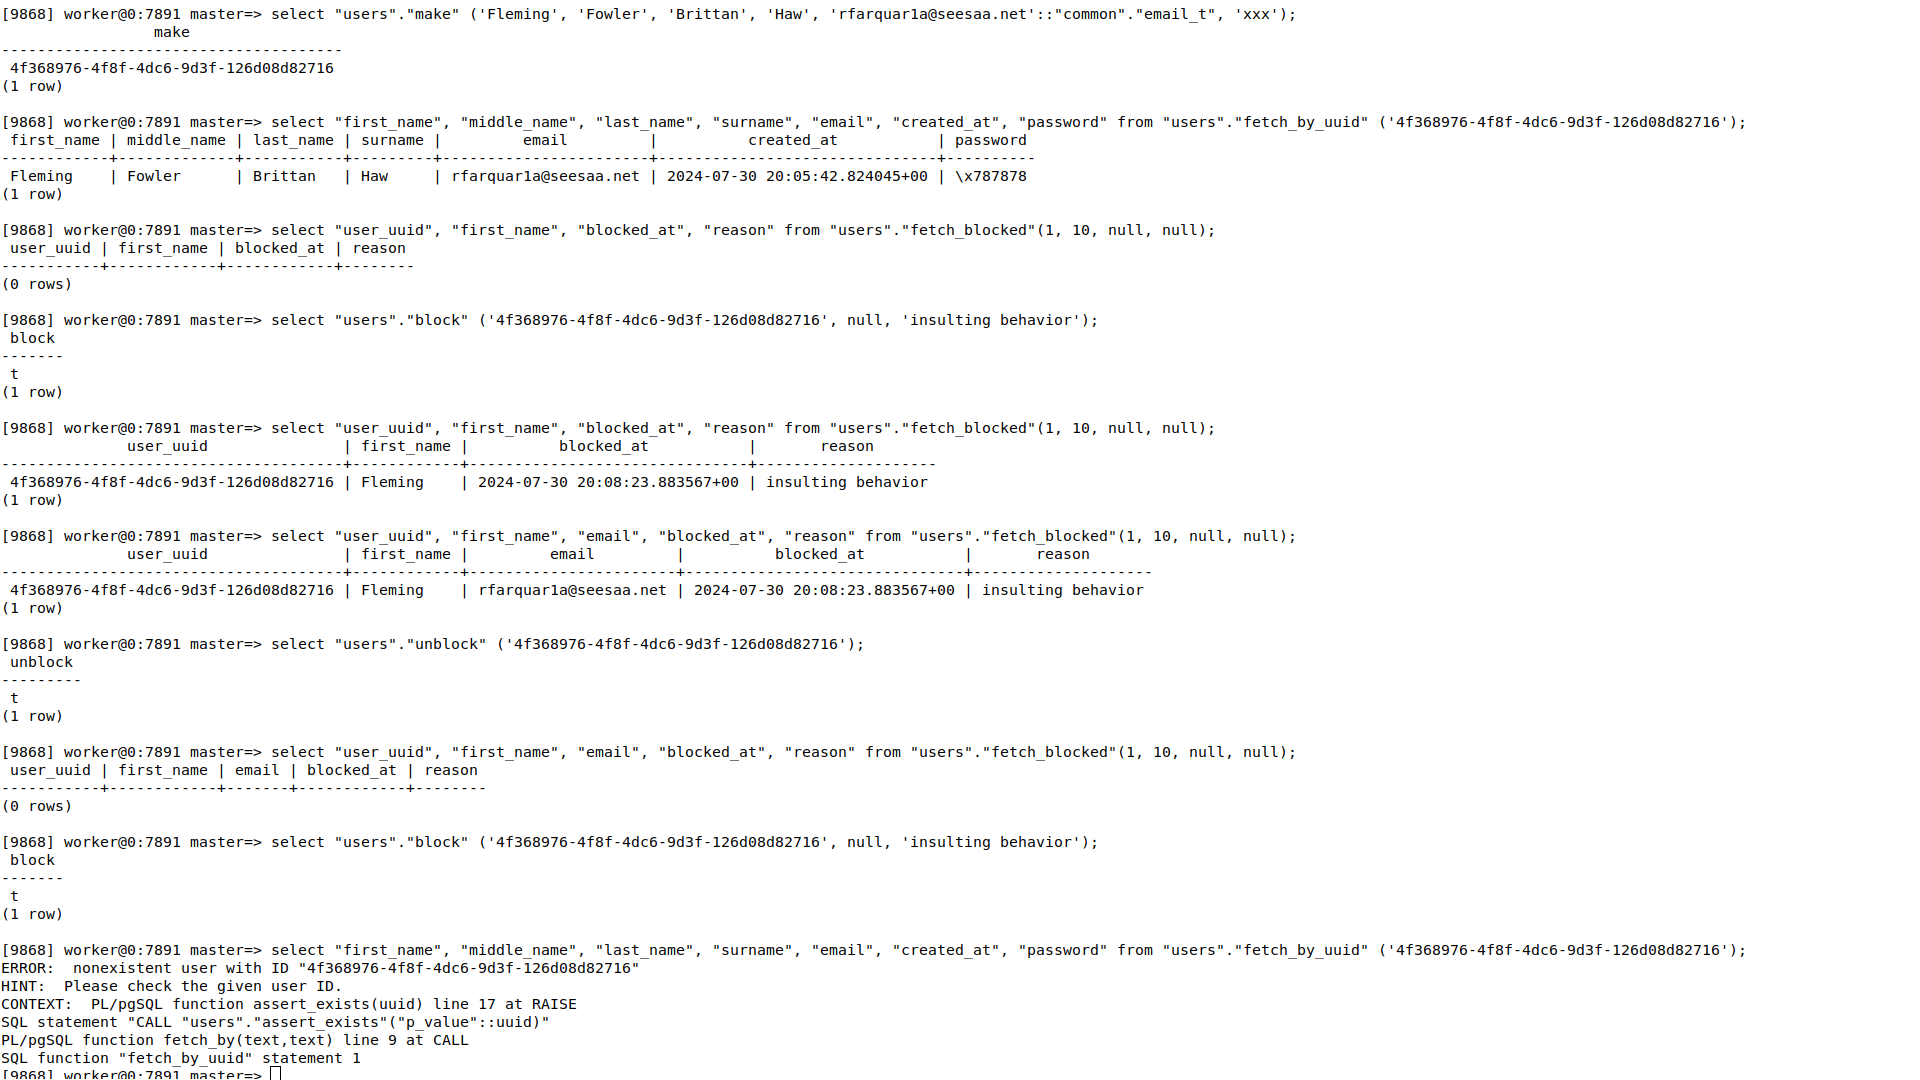 [9868] worker@0:7891 master=> select "users"."make" ('Fleming', 'Fowler', 'Brittan', 'Haw', 'rfarquar1a@seesaa.net'::"common"."email_t", 'xxx');
                 make
--------------------------------------
 4f368976-4f8f-4dc6-9d3f-126d08d82716
(1 row)

[9868] worker@0:7891 master=> select "first_name", "middle_name", "last_name", "surname", "email", "created_at", "password" from "users"."fetch_by_uuid" ('4f368976-4f8f-4dc6-9d3f-126d08d82716');
 first_name | middle_name | last_name | surname |         email         |          created_at           | password
------------+-------------+-----------+---------+-----------------------+-------------------------------+----------
 Fleming    | Fowler      | Brittan   | Haw     | rfarquar1a@seesaa.net | 2024-07-30 20:05:42.824045+00 | \x787878
(1 row)

[9868] worker@0:7891 master=> select "user_uuid", "first_name", "blocked_at", "reason" from "users"."fetch_blocked"(1, 10, null, null);
 user_uuid | first_name | blocked_at | reason
-----------+------------+------------+--------
(0 rows)

[9868] worker@0:7891 master=> select "users"."block" ('4f368976-4f8f-4dc6-9d3f-126d08d82716', null, 'insulting behavior');
 block
-------
 t
(1 row)

[9868] worker@0:7891 master=> select "user_uuid", "first_name", "blocked_at", "reason" from "users"."fetch_blocked"(1, 10, null, null);
              user_uuid               | first_name |          blocked_at           |       reason
--------------------------------------+------------+-------------------------------+--------------------
 4f368976-4f8f-4dc6-9d3f-126d08d82716 | Fleming    | 2024-07-30 20:08:23.883567+00 | insulting behavior
(1 row)

[9868] worker@0:7891 master=> select "user_uuid", "first_name", "email", "blocked_at", "reason" from "users"."fetch_blocked"(1, 10, null, null);
              user_uuid               | first_name |         email         |          blocked_at           |       reason
--------------------------------------+------------+-----------------------+-------------------------------+--------------------
 4f368976-4f8f-4dc6-9d3f-126d08d82716 | Fleming    | rfarquar1a@seesaa.net | 2024-07-30 20:08:23.883567+00 | insulting behavior
(1 row)

[9868] worker@0:7891 master=> select "users"."unblock" ('4f368976-4f8f-4dc6-9d3f-126d08d82716');
 unblock
---------
 t
(1 row)

[9868] worker@0:7891 master=> select "user_uuid", "first_name", "email", "blocked_at", "reason" from "users"."fetch_blocked"(1, 10, null, null);
 user_uuid | first_name | email | blocked_at | reason
-----------+------------+-------+------------+--------
(0 rows)

[9868] worker@0:7891 master=> select "users"."block" ('4f368976-4f8f-4dc6-9d3f-126d08d82716', null, 'insulting behavior');
 block
-------
 t
(1 row)

[9868] worker@0:7891 master=> select "first_name", "middle_name", "last_name", "surname", "email", "created_at", "password" from "users"."fetch_by_uuid" ('4f368976-4f8f-4dc6-9d3f-126d08d82716');
ERROR:  nonexistent user with ID "4f368976-4f8f-4dc6-9d3f-126d08d82716"
HINT:  Please check the given user ID.
CONTEXT:  PL/pgSQL function assert_exists(uuid) line 17 at RAISE
SQL statement "CALL "users"."assert_exists"("p_value"::uuid)"
PL/pgSQL function fetch_by(text,text) line 9 at CALL
SQL function "fetch_by_uuid" statement 1
[9868] worker@0:7891 master=>